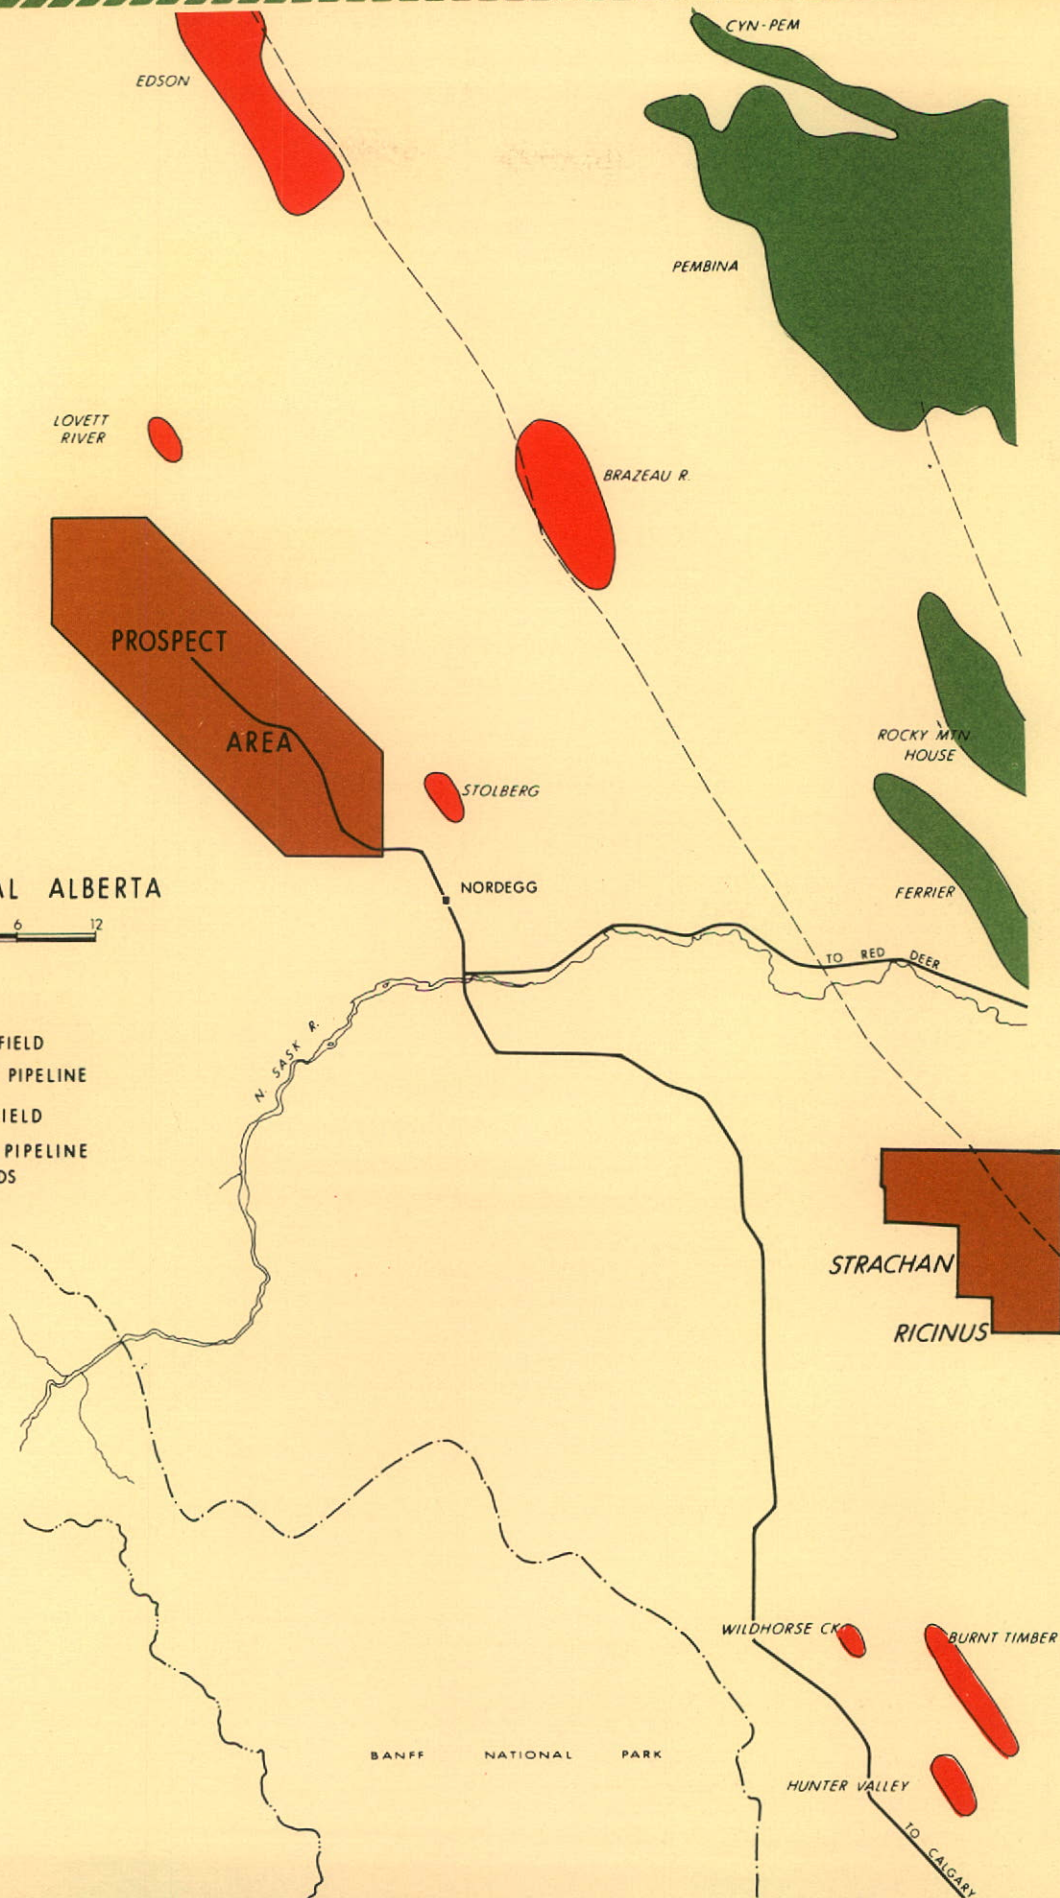 CYN-PEM
EDSON
PEMBINA
LOVETT
RIVER
BRAZEAU R.
PROSPECT
AREA
ROCKY MTN.
HOUSE
STOLBERG
NORDEGG
FERRIER
AL ALBERTA
6 12
TO RED DEER
N. SASK R.
FIELD
PIPELINE
IELD
PIPELINE
DS
STRACHAN
RICINUS
WILDHORSE CK.
BURNT TIMBER
BANFF NATIONAL PARK
HUNTER VALLEY
TO CALGARY